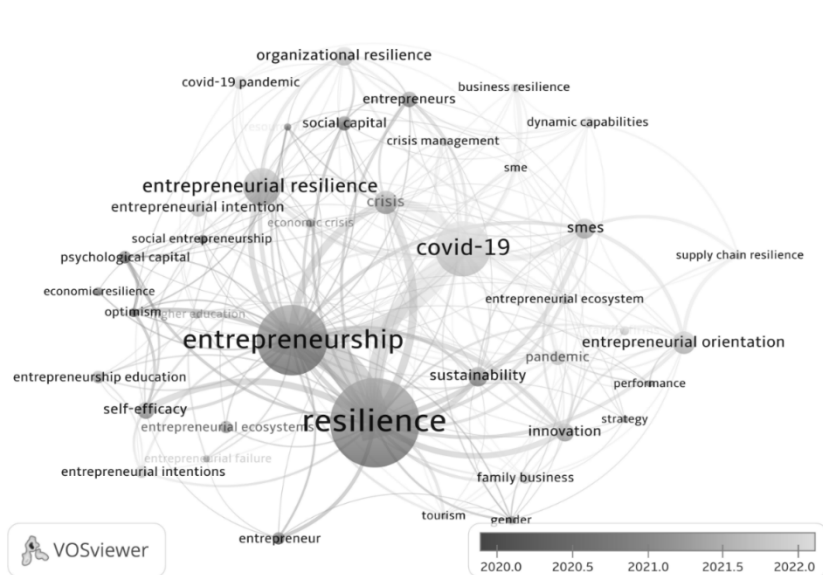 organizational resilience
covid-19 pandemic
business resilience
entrepreneurs
social capital
dynamic capabilities
crisis management
sme
entrepreneurial resilience
crisis
entrepreneurial intention
economic crisis
smes
social entrepreneurship
covid-19
psychological capital
supply chain resilience
economic resilience
entrepreneurial ecosystem
optimism
higher education
entrepreneurship
entrepreneurial orientation
pandemic
entrepreneurship education
sustainability
performance
self-efficacy
resilience
strategy
entrepreneurial ecosystems
innovation
entrepreneurial failure
entrepreneurial intentions
family business
tourism
gender
entrepreneur
VOSviewer
2020.0 2020.5 2021.0 2021.5 2022.0